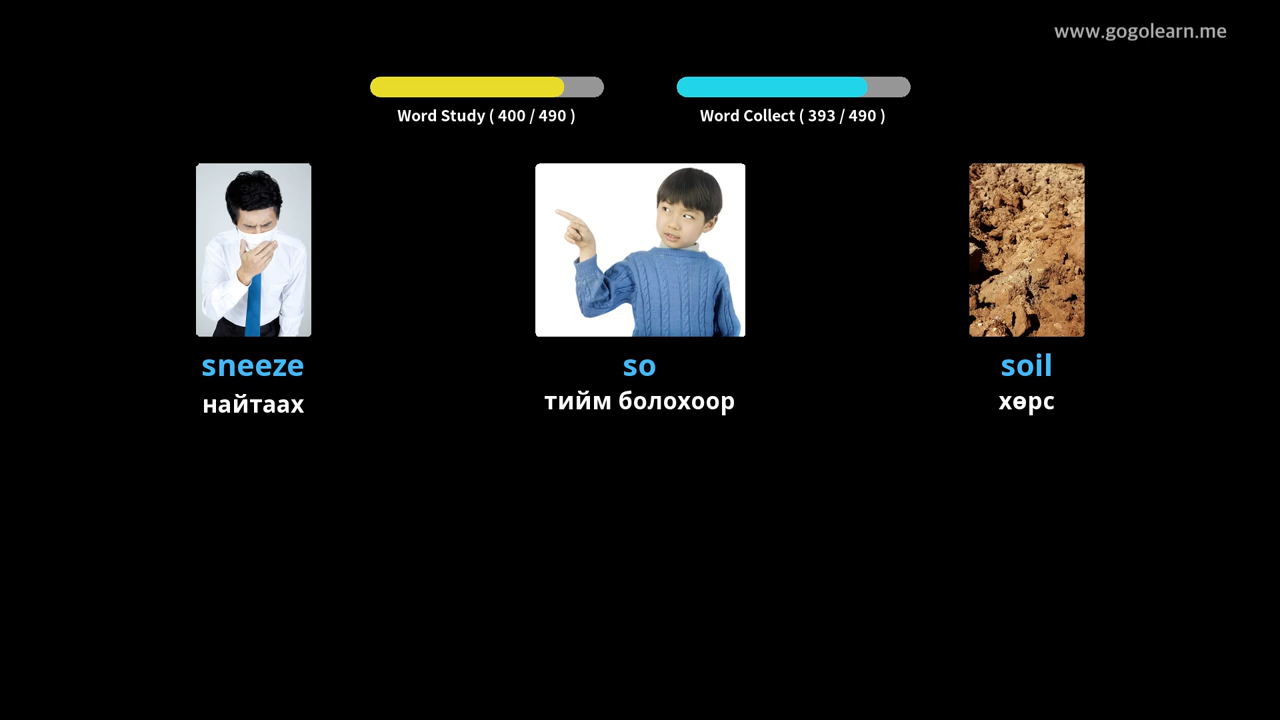 www.gogolearn.me
Word Study ( 400 / 490 )
Word Collect ( 393 / 490 )
sneeze
найтаах
so
тийм болохоор
soil
хөрс